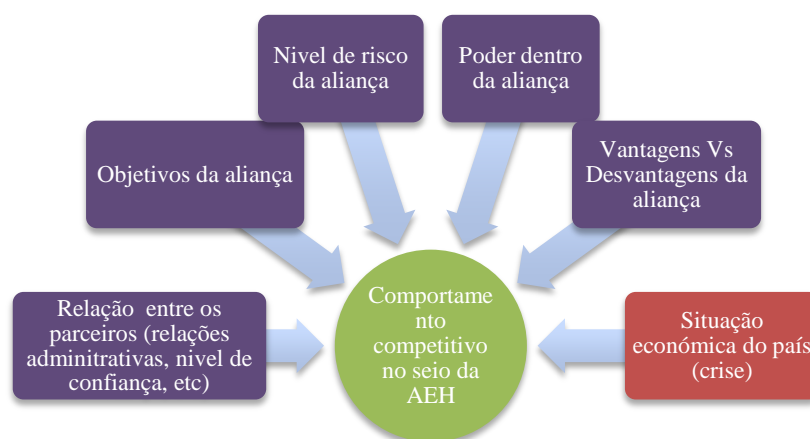 Nivel de risco
da aliança
Poder dentro
da aliança
Objetivos da aliança
Vantagens Vs
Desvantagens da
aliança
Relação entre os
parceiros (relações
adminitrativas, nivel de
confiança, etc)
Comportame
nto
competitivo
no seio da
AEH
Situação
económica do país
(crise)